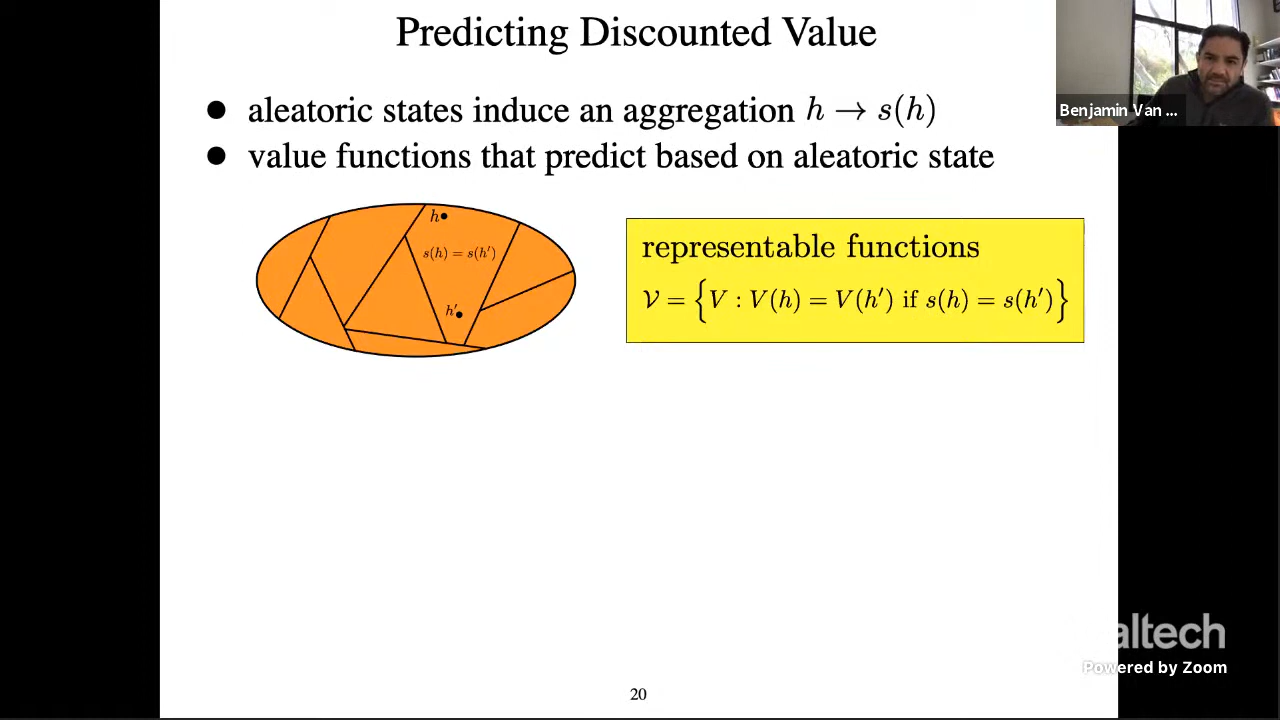 Predicting Discounted Value
● aleatoric states induce an aggregation h → s(h)
● value functions that predict based on aleatoric state
h
s(h) = s(h′)
h′
representable functions
𝒱 = {V : V(h) = V(h′) if s(h) = s(h′)}
Benjamin Van ...
altech
Powered by Zoom
20